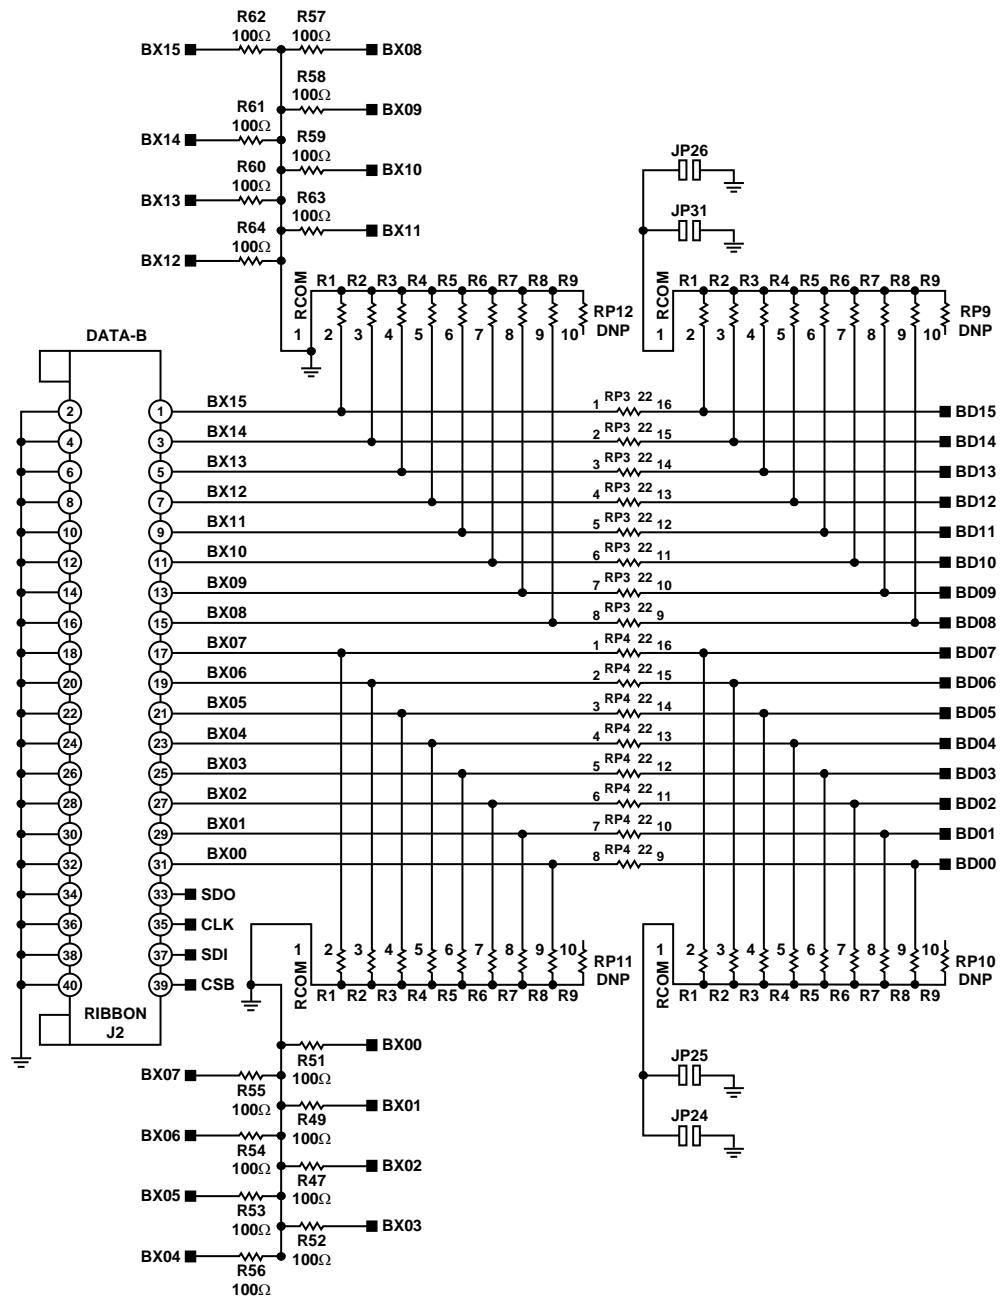 R62 R57
100Ω 100Ω
BX15 BX08
R58
100Ω
BX09
R61
100Ω
BX14
R59
100Ω
BX10
R60
100Ω
BX13
R63
100Ω
BX11
R64
100Ω
BX12
JP26
JP31
RCOM
1
R1 R2 R3 R4 R5 R6 R7 R8 R9
2 3 4 5 6 7 8 9 10
RP12
DNP
RCOM
1
R1 R2 R3 R4 R5 R6 R7 R8 R9
2 3 4 5 6 7 8 9 10
RP9
DNP
DATA-B
2 1 BX15 1 RP3 22 16 BD15
4 3 BX14 2 RP3 22 15 BD14
6 5 BX13 3 RP3 22 14 BD13
8 7 BX12 4 RP3 22 13 BD12
10 9 BX11 5 RP3 22 12 BD11
12 11 BX10 6 RP3 22 11 BD10
14 13 BX09 7 RP3 22 10 BD09
16 15 BX08 8 RP3 22 9 BD08
18 17 BX07 1 RP4 22 16 BD07
20 19 BX06 2 RP4 22 15 BD06
22 21 BX05 3 RP4 22 14 BD05
24 23 BX04 4 RP4 22 13 BD04
26 25 BX03 5 RP4 22 12 BD03
28 27 BX02 6 RP4 22 11 BD02
30 29 BX01 7 RP4 22 10 BD01
32 31 BX00 8 RP4 22 9 BD00
34 33 SDO
36 35 CLK
38 37 SDI
40 39 CSB
RIBBON
J2
1
RCOM
2 3 4 5 6 7 8 9 10
R1 R2 R3 R4 R5 R6 R7 R8 R9
RP11
DNP
1
RCOM
2 3 4 5 6 7 8 9 10
R1 R2 R3 R4 R5 R6 R7 R8 R9
RP10
DNP
BX00
R51
100Ω
BX07
R55
100Ω
BX01
R49
100Ω
BX06
R54
100Ω
BX02
R47
100Ω
BX05
R53
100Ω
BX03
R52
100Ω
BX04
R56
100Ω
JP25
JP24